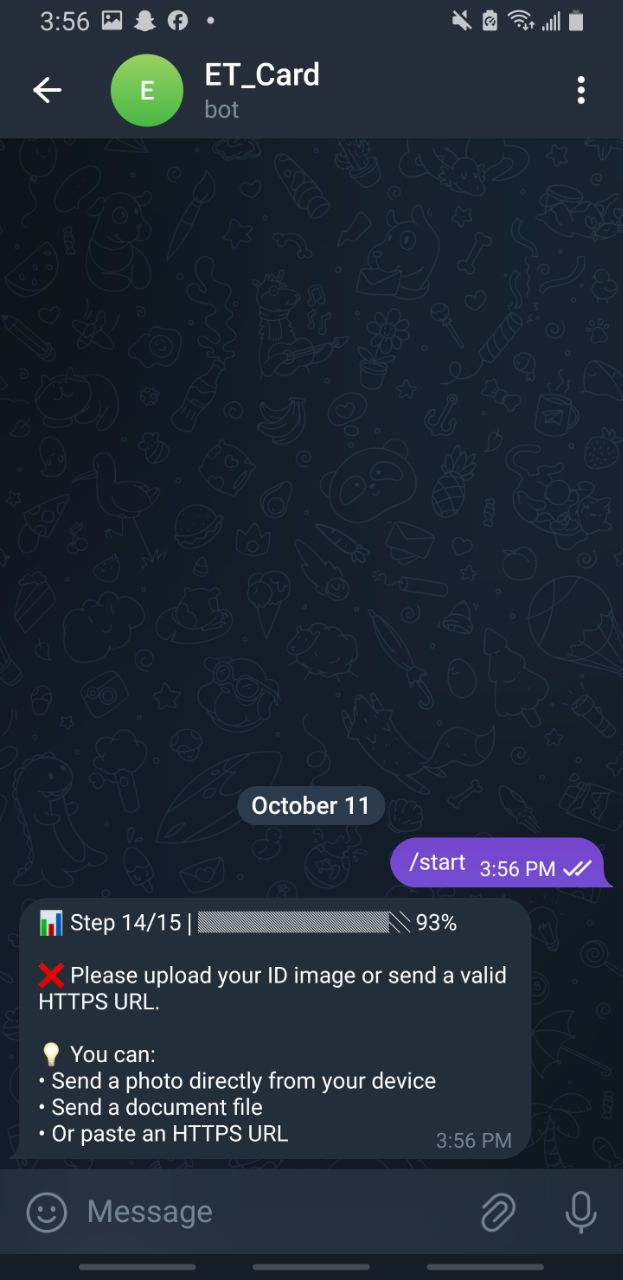 3:56
E
ET_Card
bot
October 11
/start 3:56 PM
📊 Step 14/15 | ▓▓▓▓▓▓▓▓▓▓▓▓▓▓░ 93%
❌ Please upload your ID image or send a valid
HTTPS URL.
💡 You can:
• Send a photo directly from your device
• Send a document file
• Or paste an HTTPS URL
3:56 PM
Message